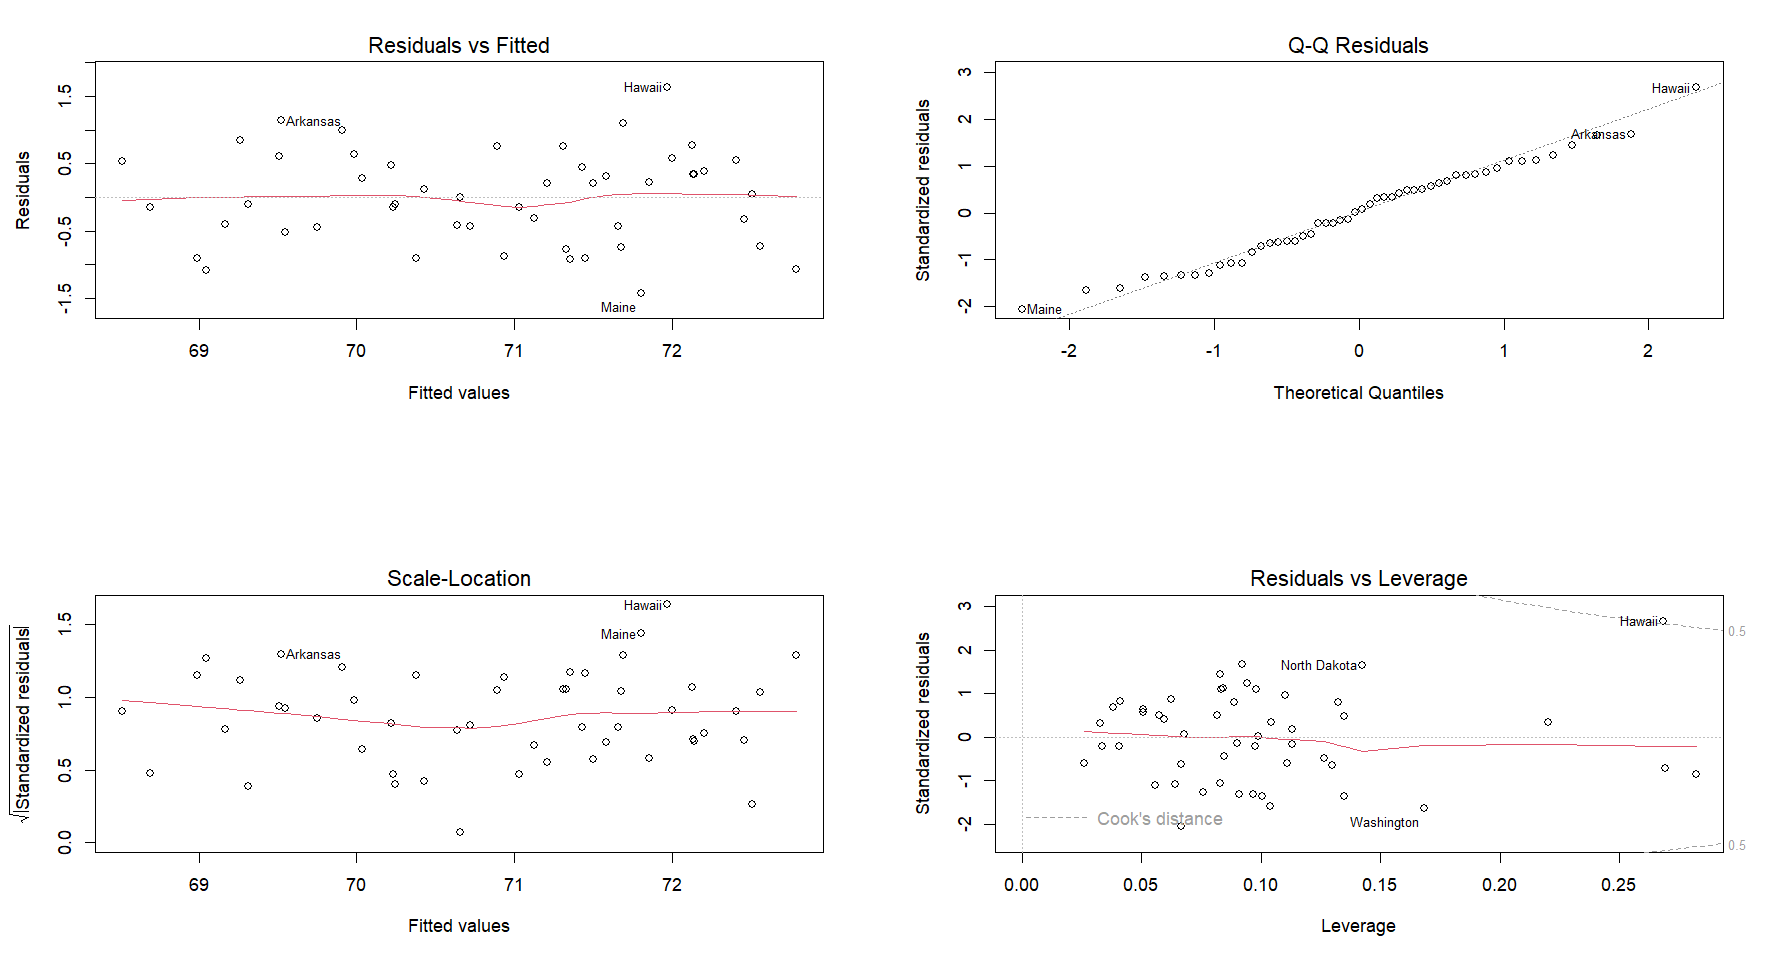 Residuals vs Fitted
Residuals
1.5
0.5
-0.5
-1.5
Hawaii
Arkansas
Maine
69 70 71 72
Fitted values
Q-Q Residuals
Standardized residuals
3
2
1
0
-1
-2
Hawaii
Arkansas
Maine
-2 -1 0 1 2
Theoretical Quantiles
Scale-Location
√|Standardized residuals|
1.5
1.0
0.5
0.0
Hawaii
Maine
Arkansas
69 70 71 72
Fitted values
Residuals vs Leverage
Standardized residuals
3
2
1
0
-1
-2
Hawaii
0.5
North Dakota
Washington
Cook's distance
0.5
0.00 0.05 0.10 0.15 0.20 0.25
Leverage